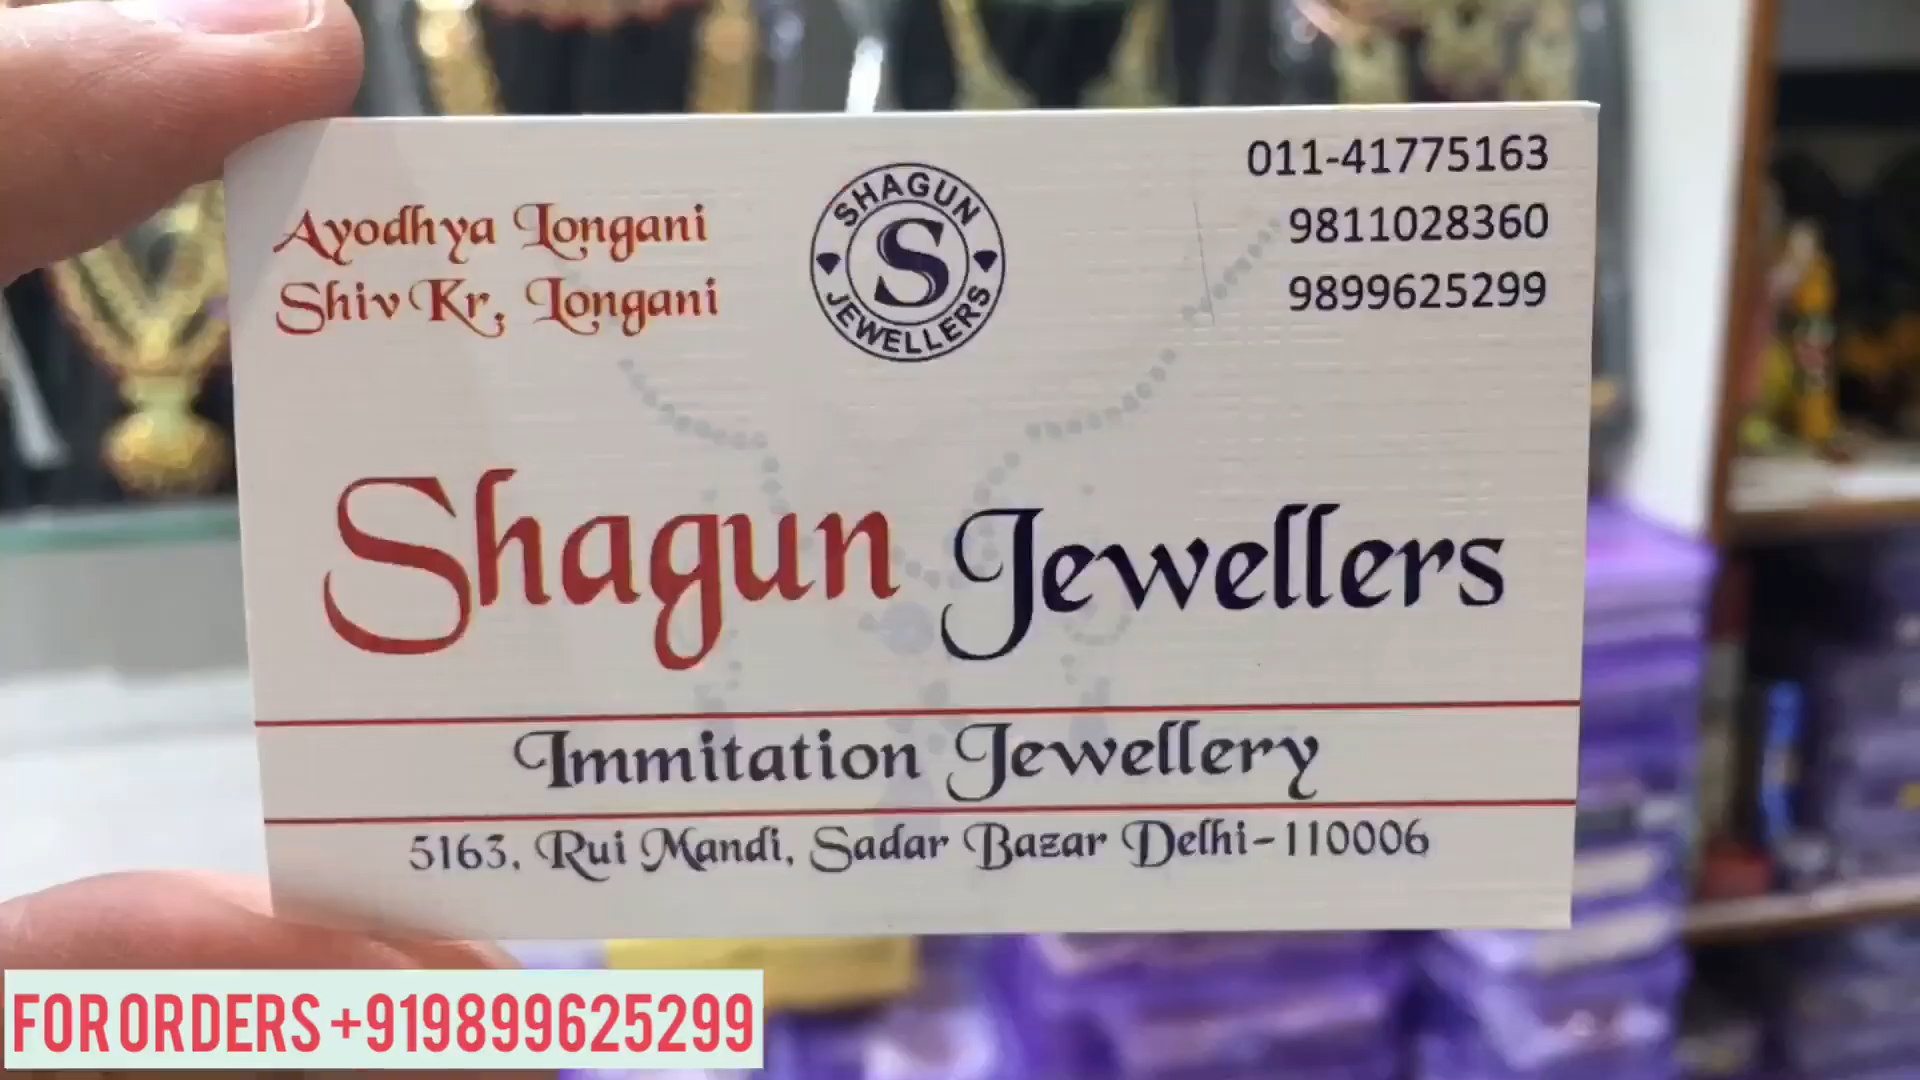 Ayodhya Longani
Shiv Kr. Longani
SHAGUN
S
JEWELLERS
011-41775163
9811028360
9899625299
Shagun Jewellers
Immitation Jewellery
5163, Rui Mandi, Sadar Bazar Delhi-110006
FOR ORDERS +919899625299